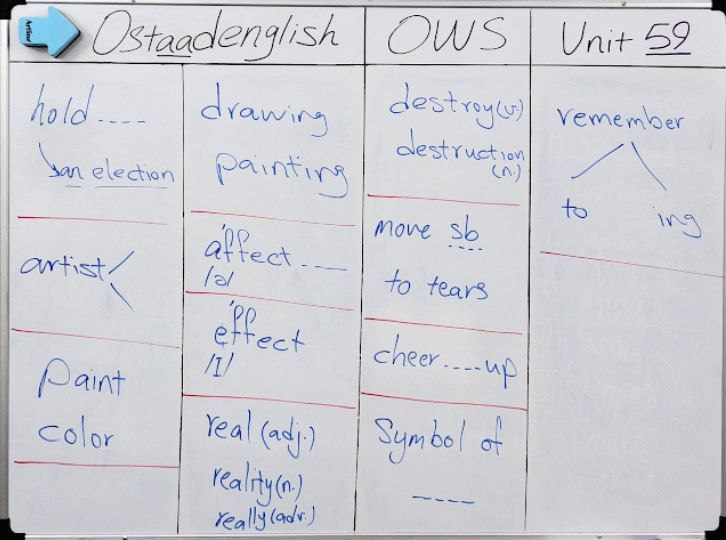 Ostaadenglish
OWS
Unit 59
hold ----
an election
artist
paint
color
drawing
painting
affect ----
/ə/
effect
/I/
real (adj.)
reality (n.)
really (adv.)
destroy (v.)
destruction
(n.)
move sb
to tears
cheer ---- up
Symbol of
----
remember
to
ing